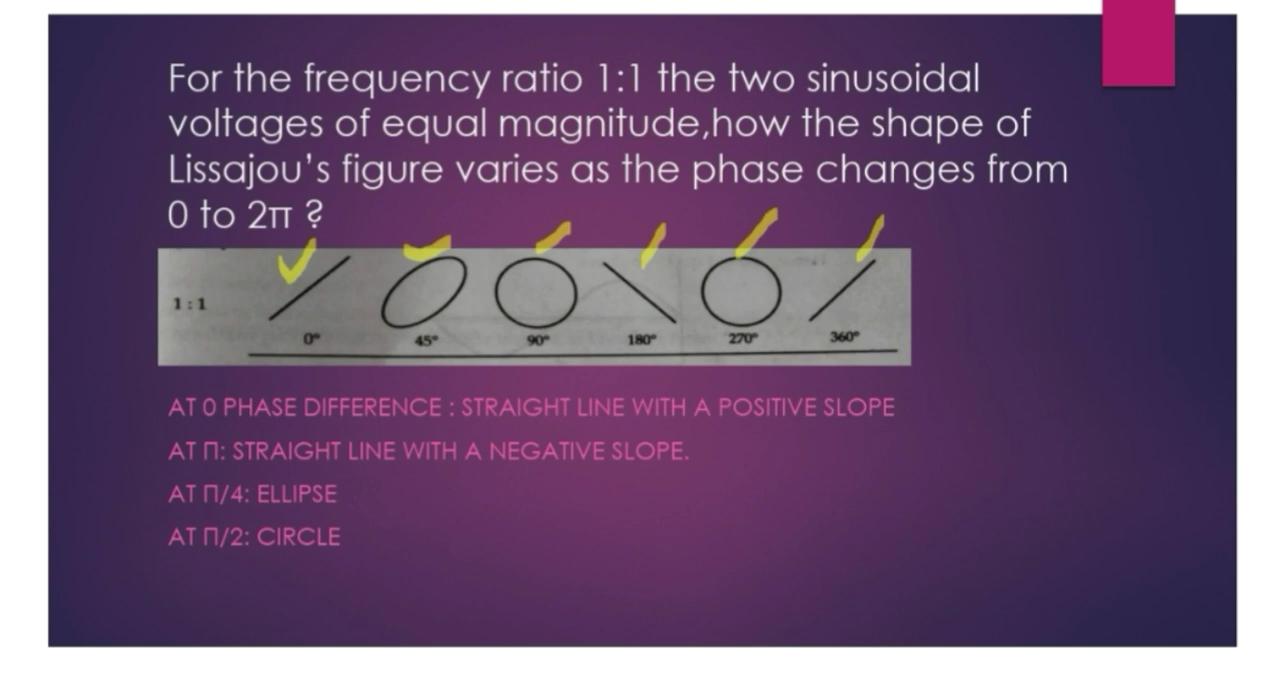 For the frequency ratio 1:1 the two sinusoidal
voltages of equal magnitude,how the shape of
Lissajou's figure varies as the phase changes from
0 to 2π ?
1 : 1
0° 45° 90° 180° 270° 360°
AT 0 PHASE DIFFERENCE : STRAIGHT LINE WITH A POSITIVE SLOPE
AT Π: STRAIGHT LINE WITH A NEGATIVE SLOPE.
AT Π/4: ELLIPSE
AT Π/2: CIRCLE